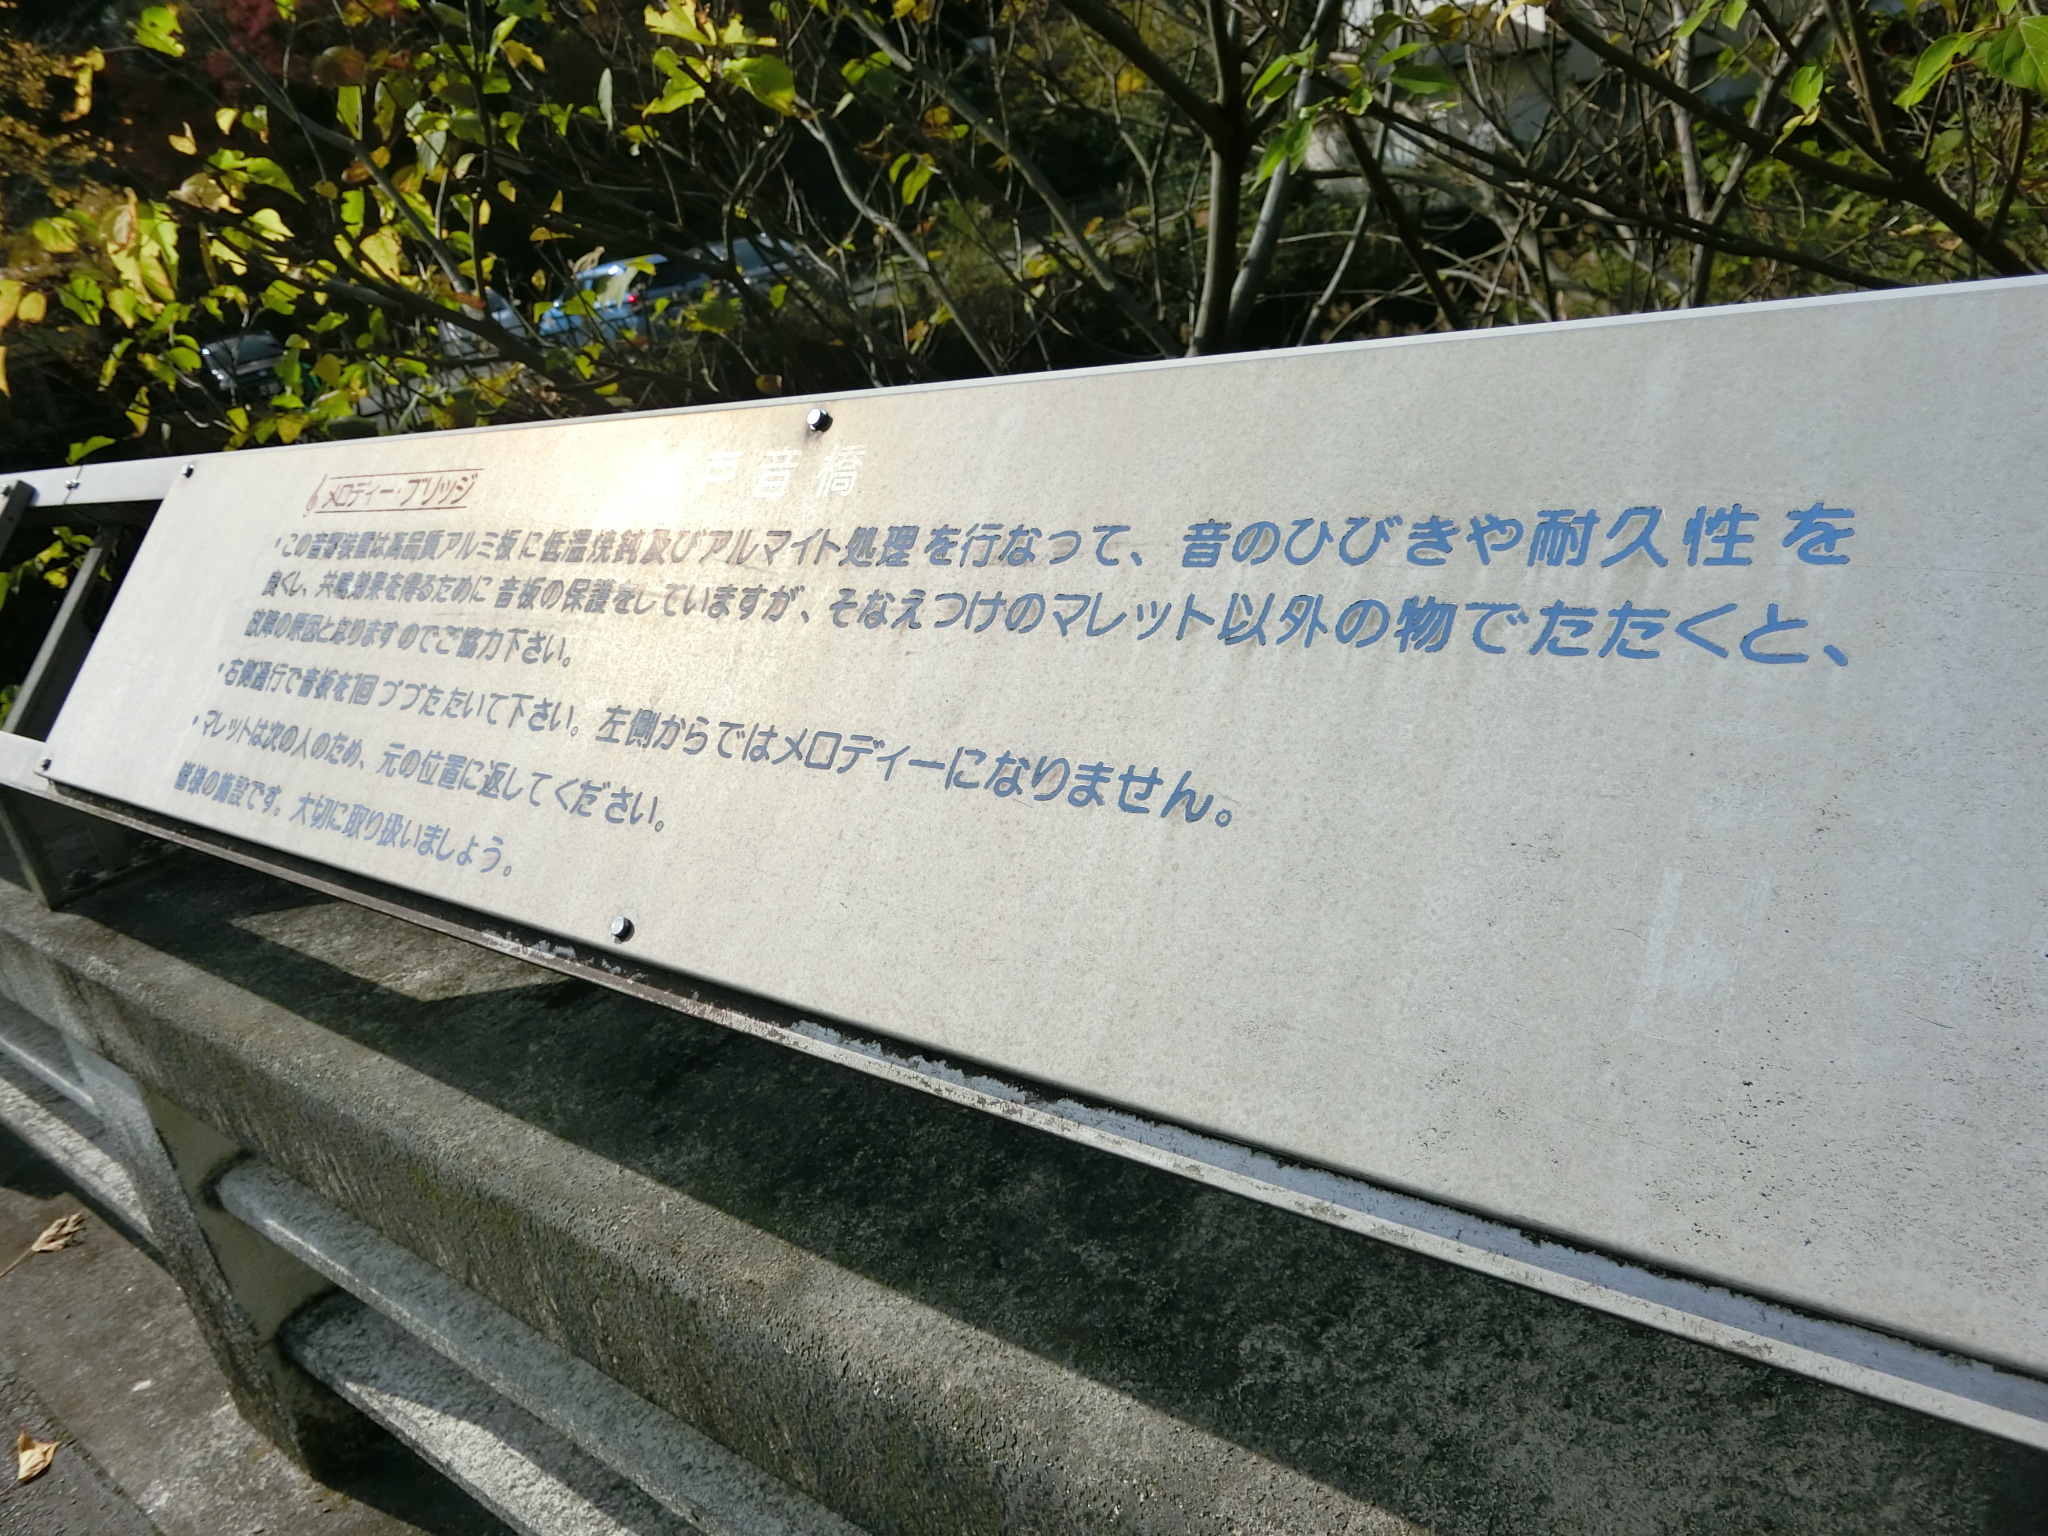 メロディー・ブリッジ
戸音橋
・この音響装置は高品質アルミ板に低温焼鈍及びアルマイト処理を行なって、音のひびきや耐久性を
良くし、共鳴効果を得るために音板の保護をしていますが、そなえつけのマレット以外の物でたたくと、
故障の原因となりますのでご協力下さい。
・右側通行で音板を1回づづたたいて下さい。左側からではメロディーになりません。
・マレットは次の人のため、元の位置に返してください。
皆様の施設です。大切に取り扱いましょう。